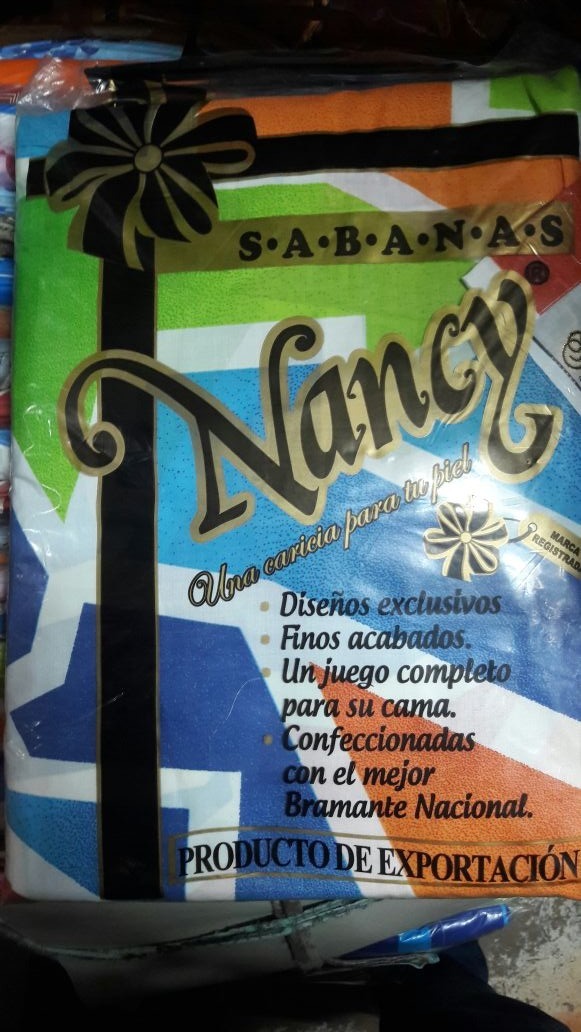 S•A•B•A•N•A•S
Nancy®
Una caricia para tu piel
MARCA
REGISTRADA
• Diseños exclusivos
• Finos acabados.
• Un juego completo
para su cama.
• Confeccionadas
con el mejor
Bramante Nacional.
PRODUCTO DE EXPORTACIÓN